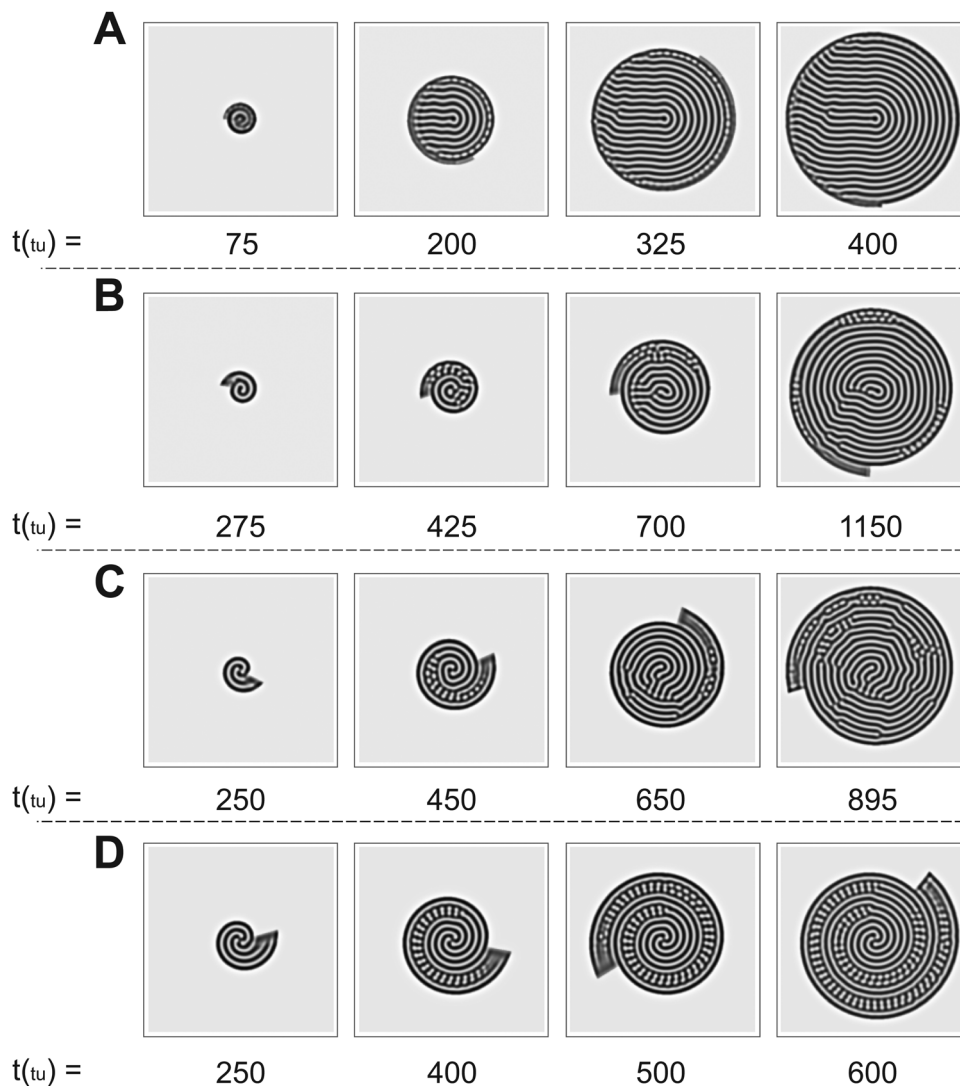 A
t(tu) = 75 200 325 400
B
t(tu) = 275 425 700 1150
C
t(tu) = 250 450 650 895
D
t(tu) = 250 400 500 600